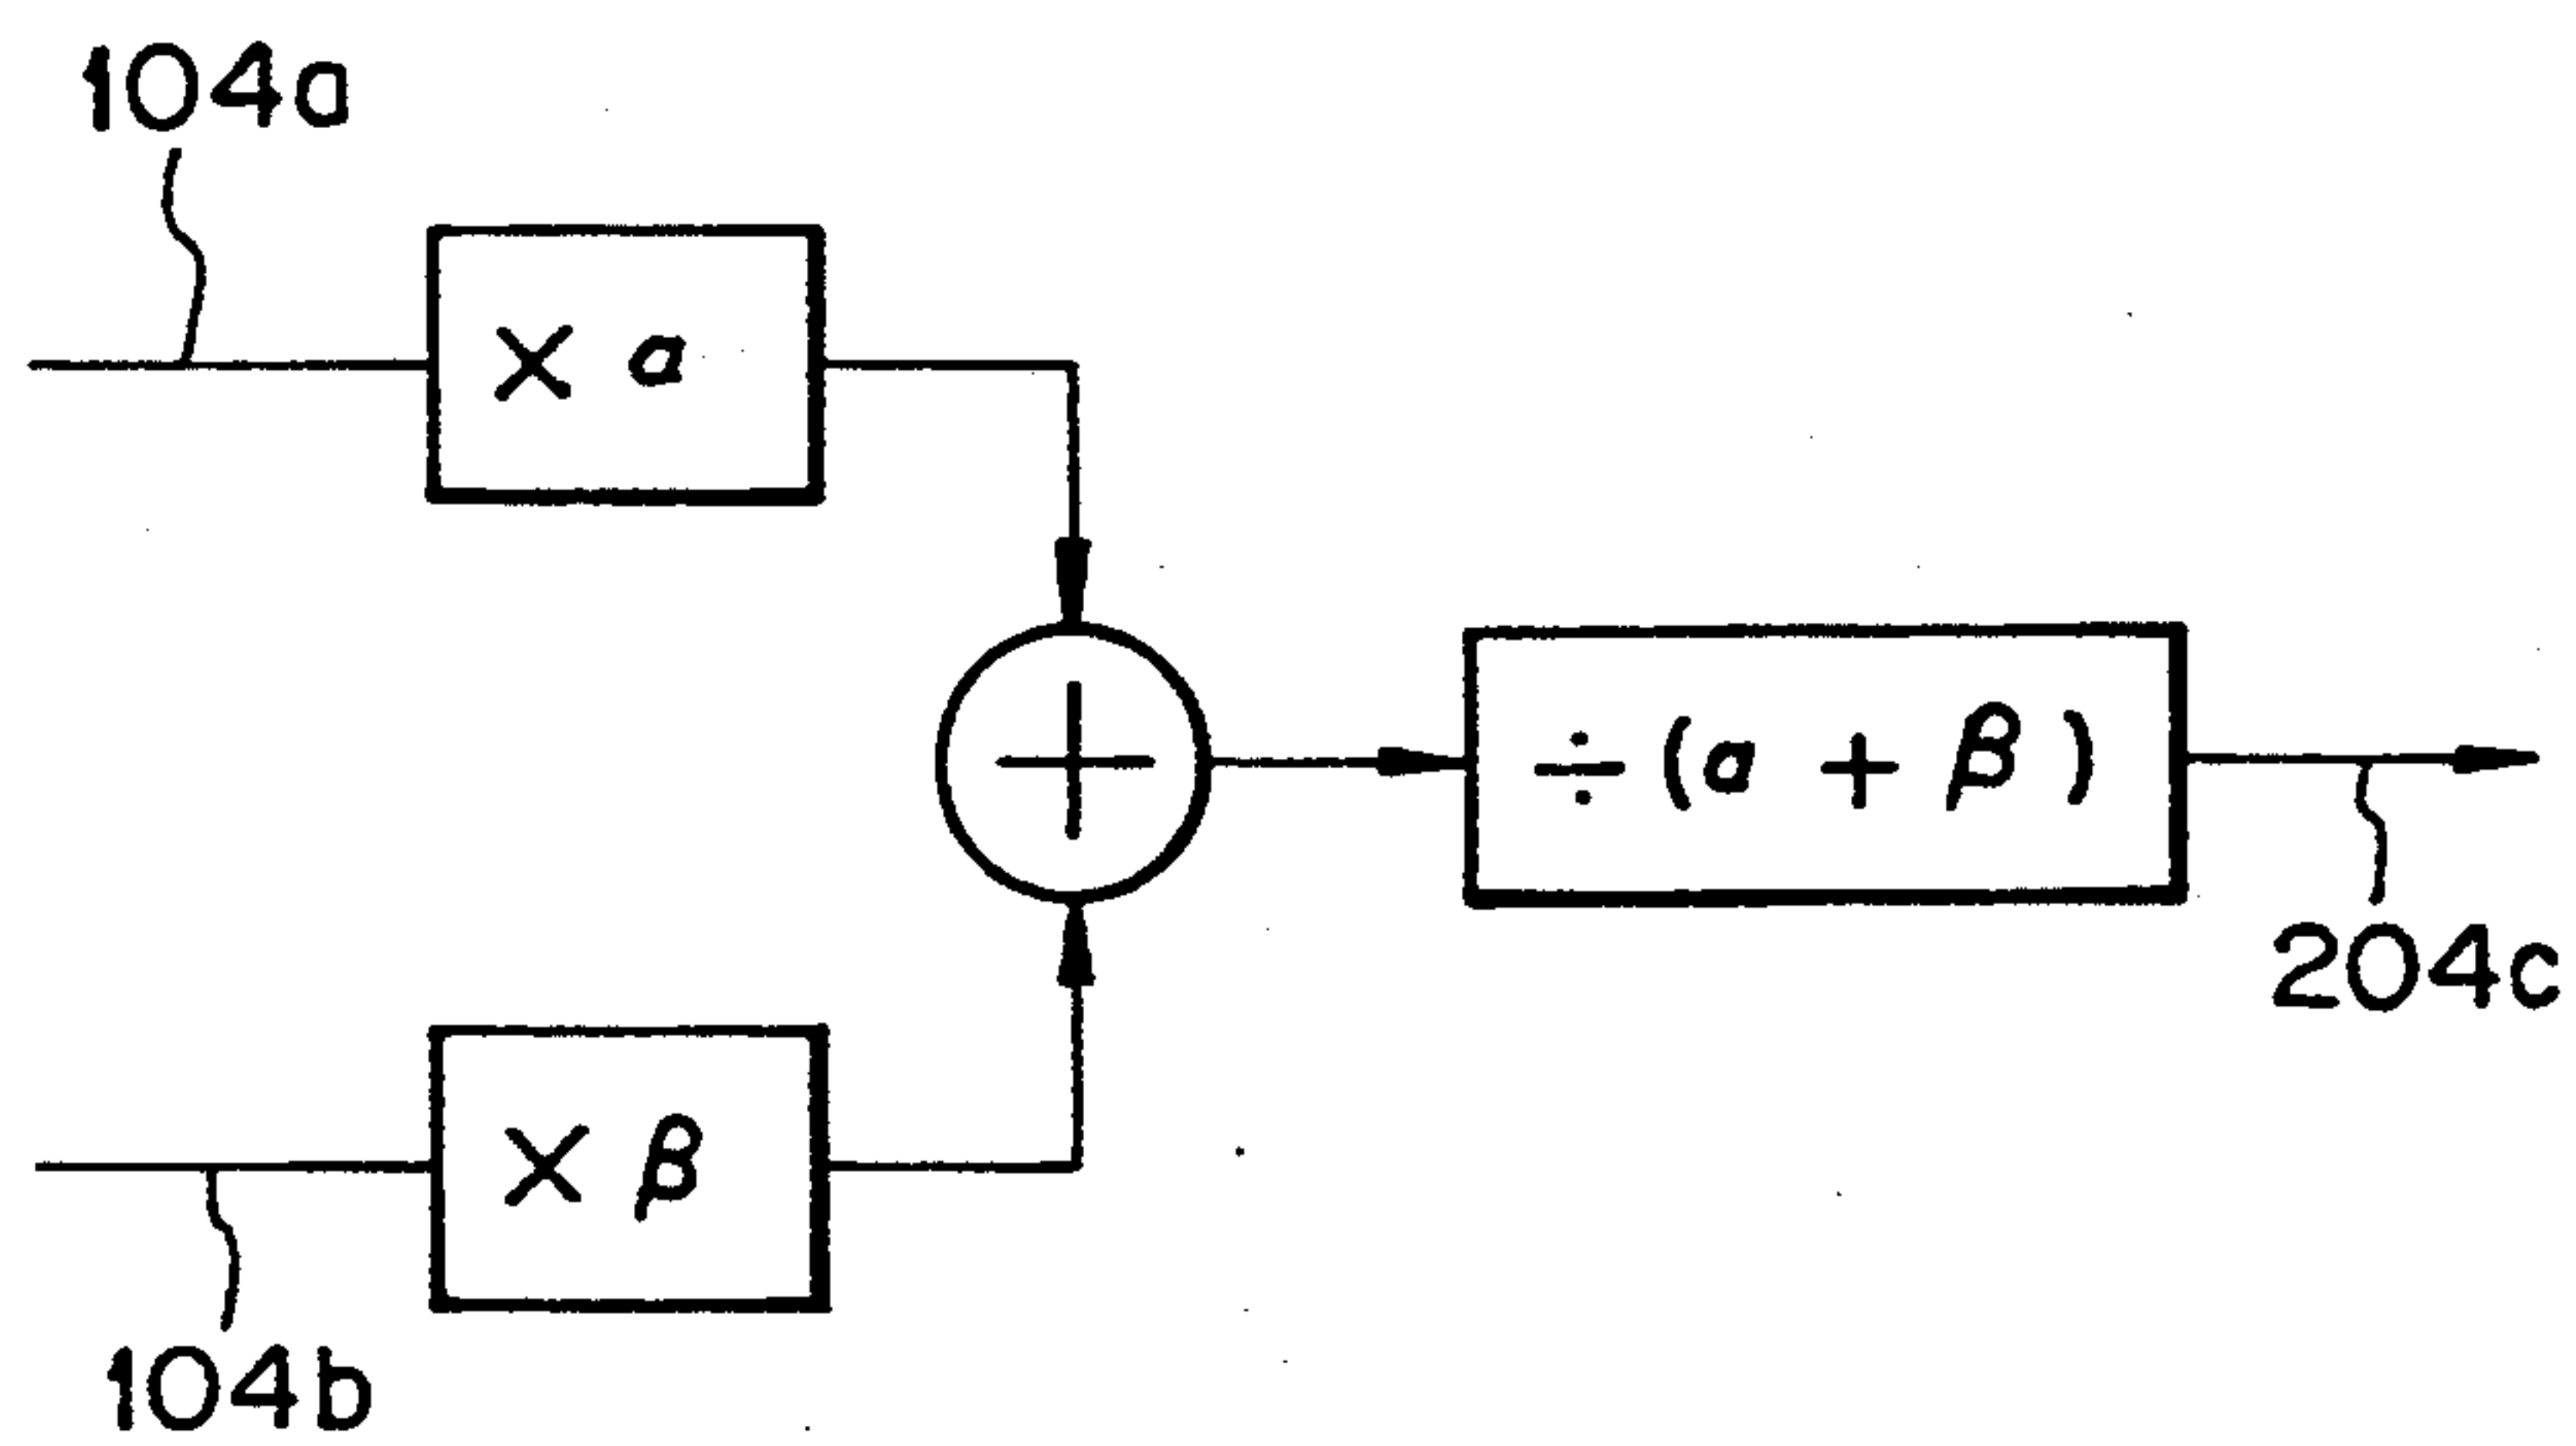 104a
× α
+
÷ (α + β)
204c
× β
104b